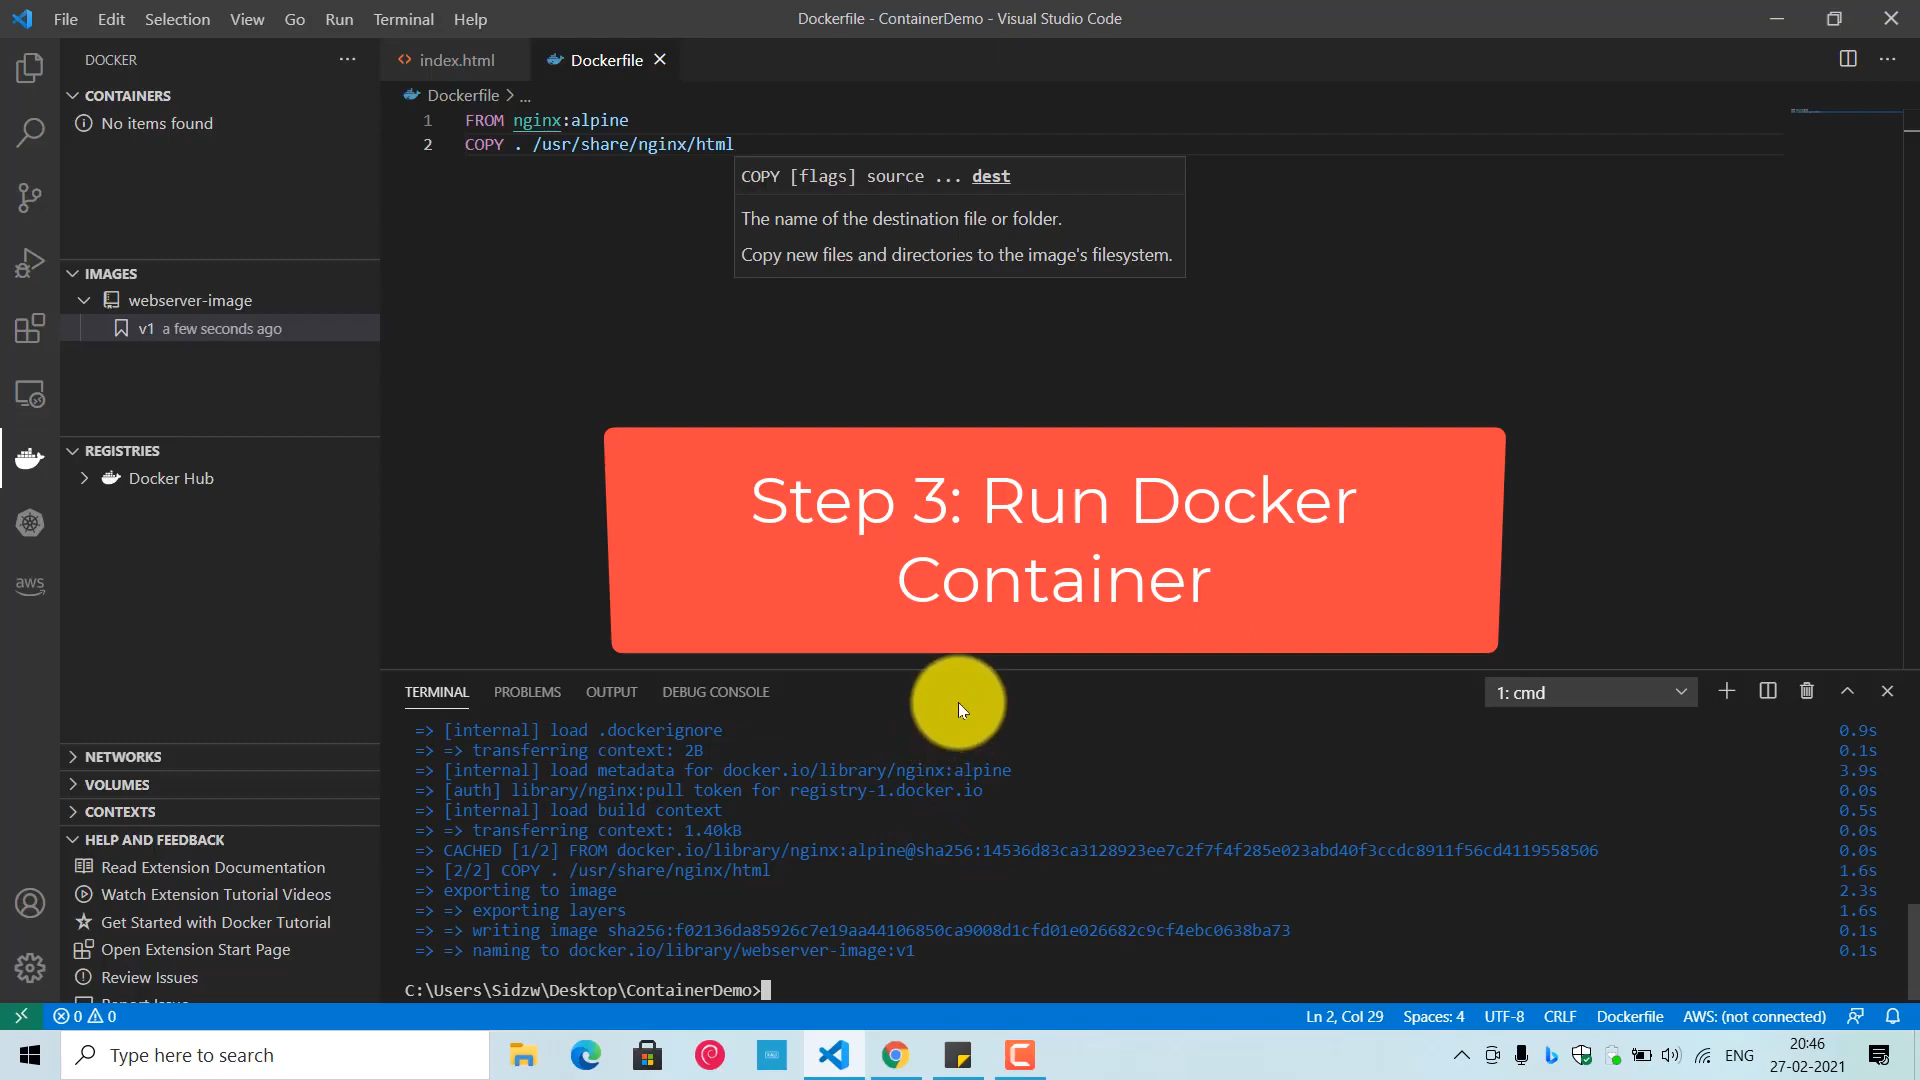 File Edit Selection View Go Run Terminal Help
Dockerfile - ContainerDemo - Visual Studio Code
DOCKER
CONTAINERS
No items found
IMAGES
webserver-image
v1 a few seconds ago
REGISTRIES
Docker Hub
NETWORKS
VOLUMES
CONTEXTS
HELP AND FEEDBACK
Read Extension Documentation
Watch Extension Tutorial Videos
Get Started with Docker Tutorial
Open Extension Start Page
Review Issues
aws
index.html
Dockerfile
Dockerfile > ...
1 FROM nginx:alpine
2 COPY . /usr/share/nginx/html
COPY [flags] source ... dest
The name of the destination file or folder.
Copy new files and directories to the image's filesystem.
Step 3: Run Docker
Container
TERMINAL PROBLEMS OUTPUT DEBUG CONSOLE
1: cmd
=> [internal] load .dockerignore 0.9s
=> => transferring context: 2B 0.1s
=> [internal] load metadata for docker.io/library/nginx:alpine 3.9s
=> [auth] library/nginx:pull token for registry-1.docker.io 0.0s
=> [internal] load build context 0.5s
=> => transferring context: 1.40kB 0.0s
=> CACHED [1/2] FROM docker.io/library/nginx:alpine@sha256:14536d83ca3128923ee7c2f7f4f285e023abd40f3ccdc8911f56cd4119558506 0.0s
=> [2/2] COPY . /usr/share/nginx/html 1.6s
=> exporting to image 2.3s
=> => exporting layers 1.6s
=> => writing image sha256:f02136da85926c7e19aa44106850ca9008d1cfd01e026682c9cf4ebc0638ba73 0.1s
=> => naming to docker.io/library/webserver-image:v1 0.1s
C:\Users\Sidzw\Desktop\ContainerDemo>
0 0
Ln 2, Col 29 Spaces: 4 UTF-8 CRLF Dockerfile AWS: (not connected)
Type here to search
ENG
20:46
27-02-2021